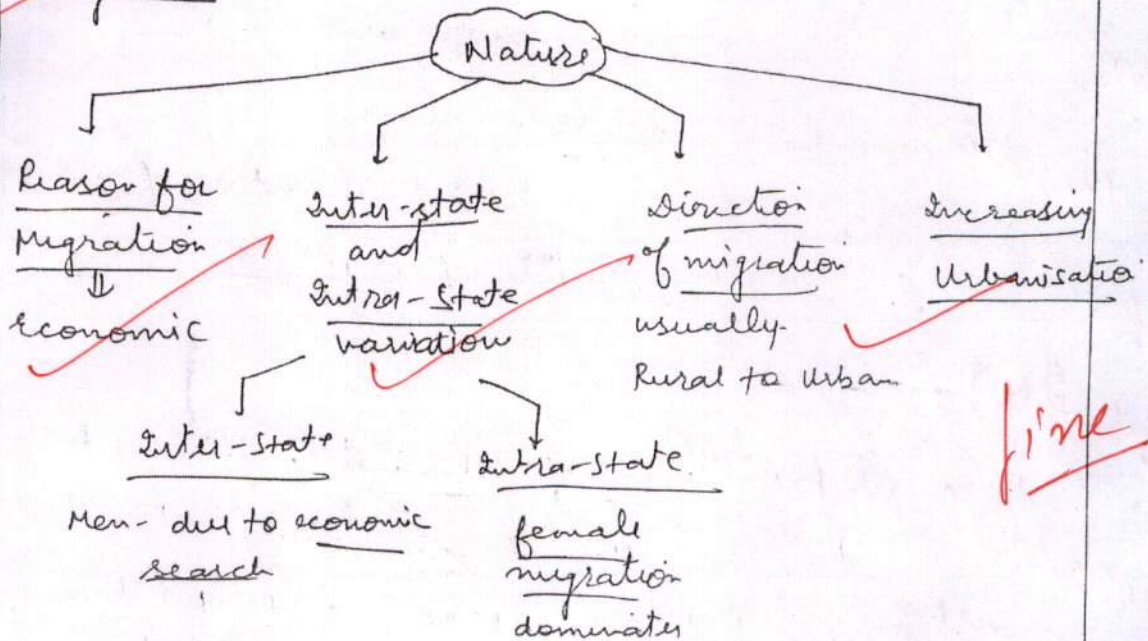 Nature
Reason for
Migration
⇓
Economic
Inter-state
and
Intra-State
variation
Direction
of migration
usually-
Rural to Urban
Increasing
Urbanisatio
fine
Inter-State
Men- due to economic
search
Intra-State
female
migration
dominates